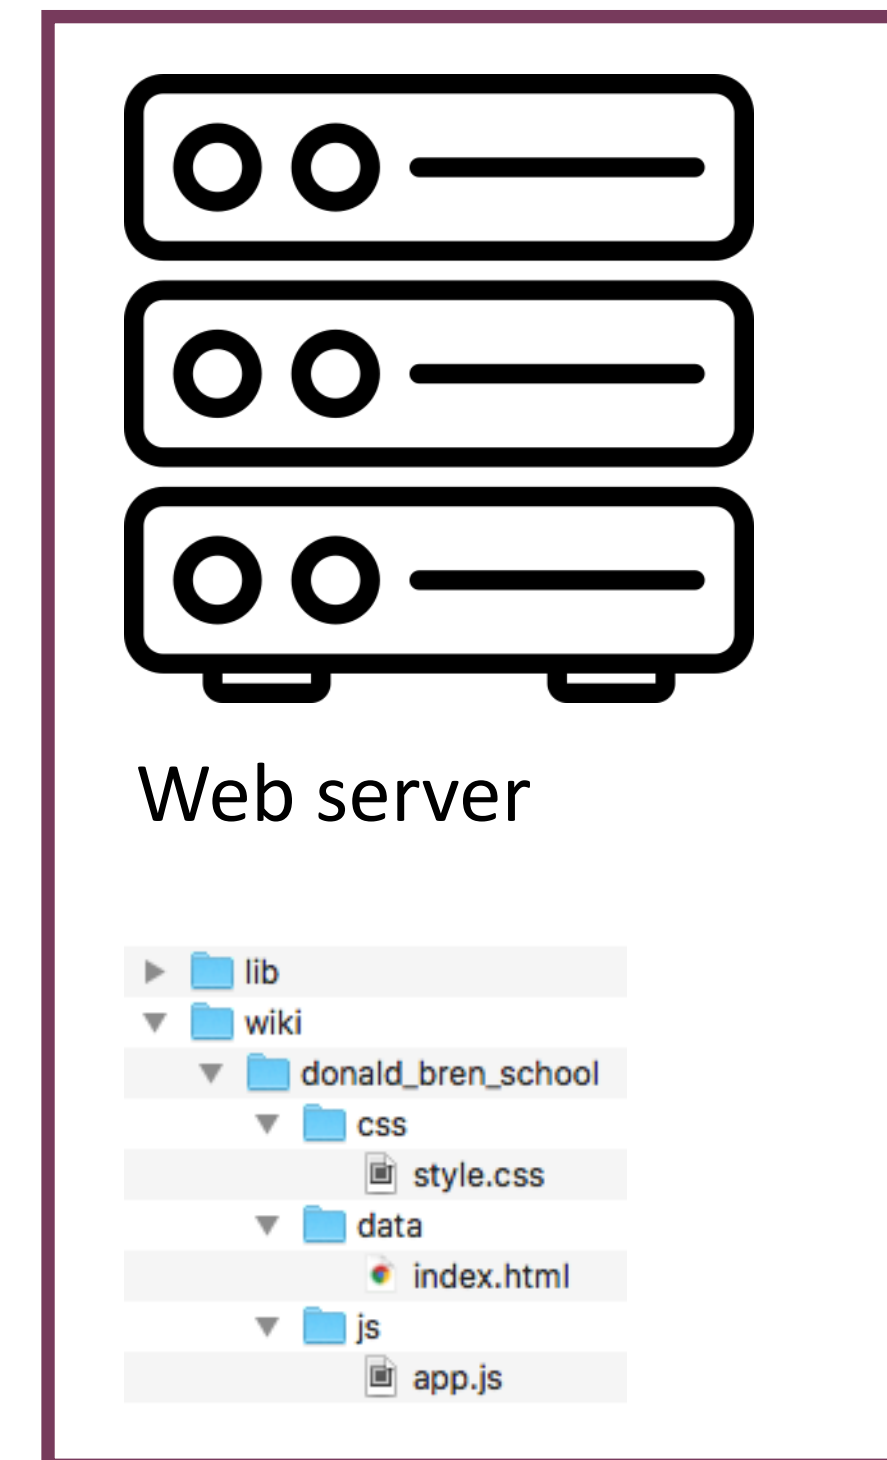 Web server
lib
wiki
donald_bren_school
css
style.css
data
index.html
js
app.js